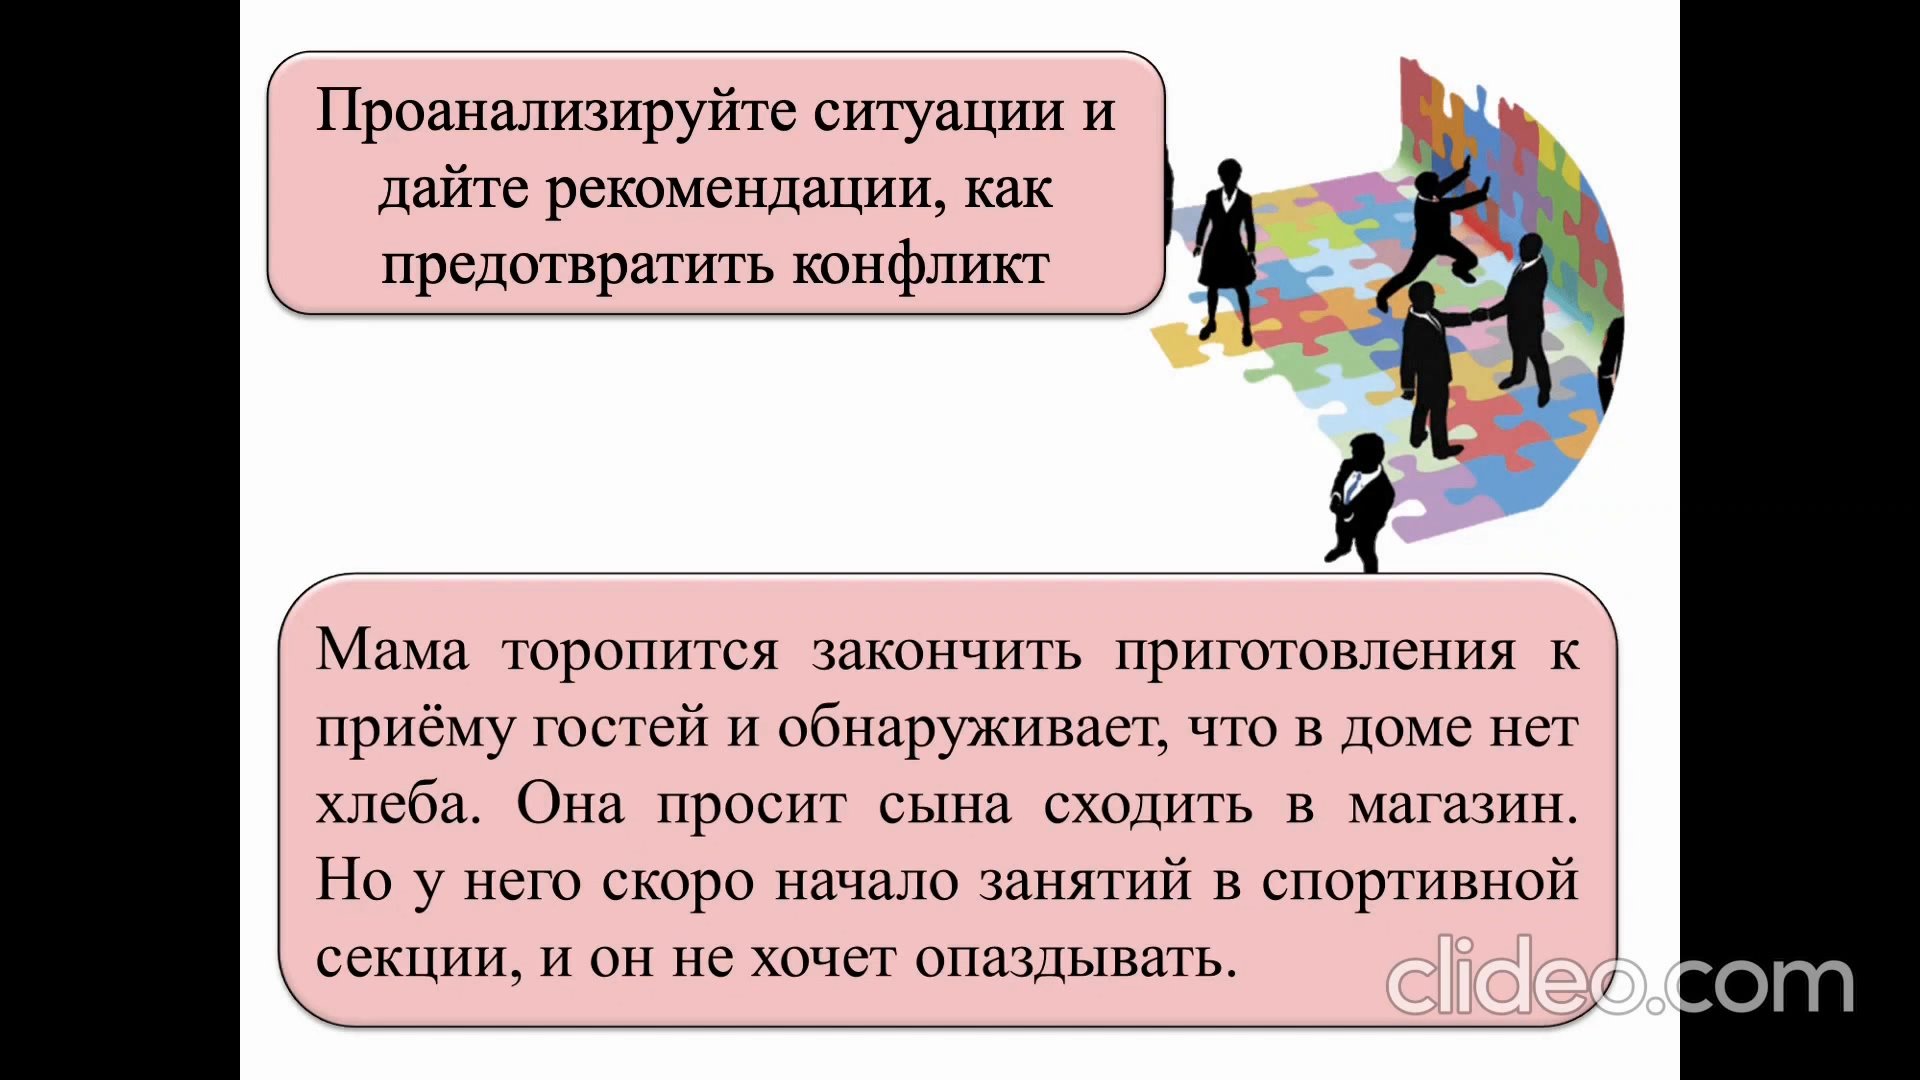 Проанализируйте ситуации и
дайте рекомендации, как
предотвратить конфликт
Мама торопится закончить приготовления к
приёму гостей и обнаруживает, что в доме нет
хлеба. Она просит сына сходить в магазин.
Но у него скоро начало занятий в спортивной
секции, и он не хочет опаздывать.
clideo.com